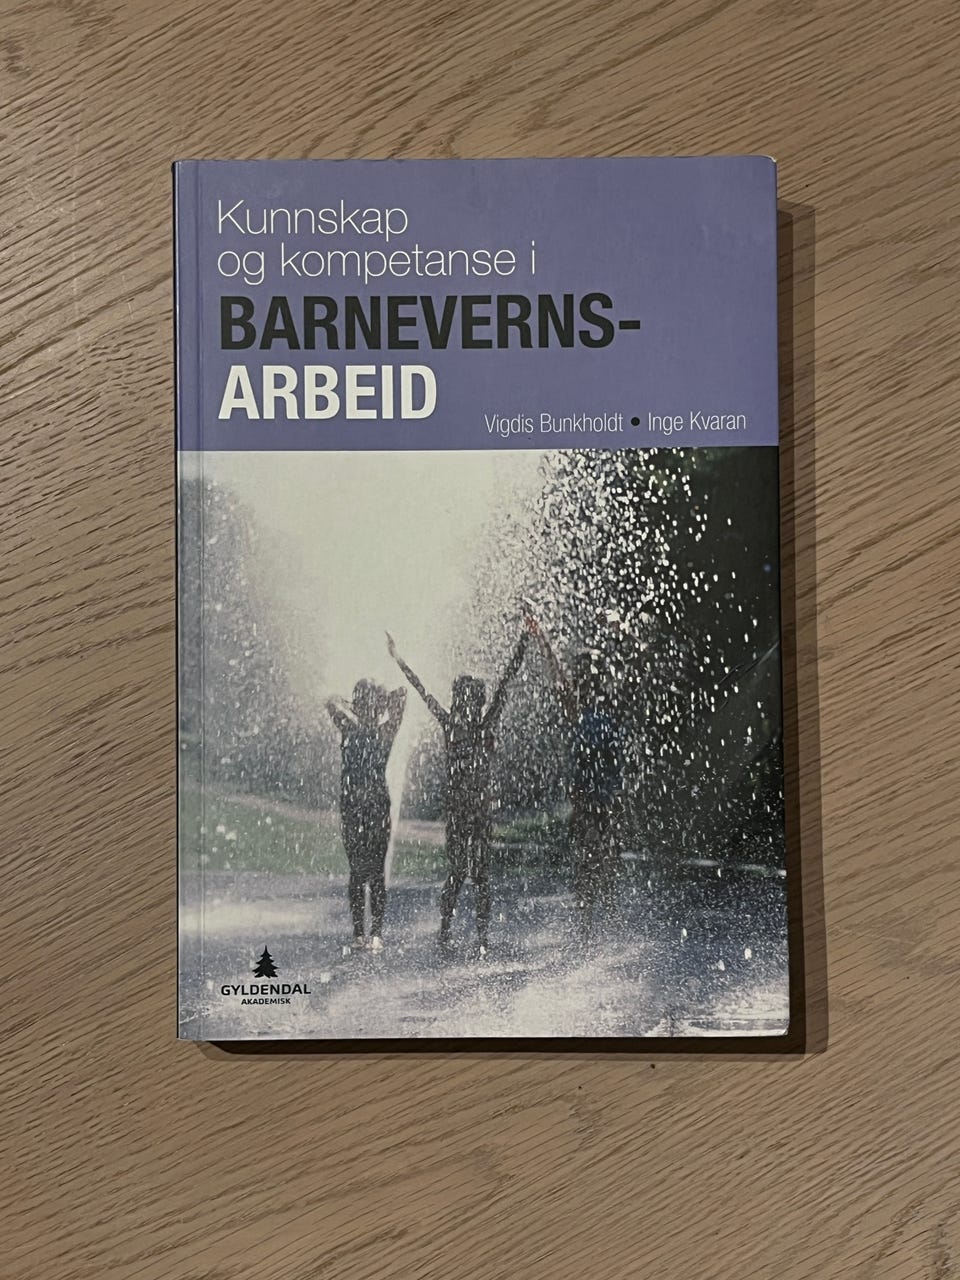 Kunnskap
og kompetanse i
BARNEVERNS-
ARBEID
Vigdis Bunkholdt • Inge Kvaran
GYLDENDAL
AKADEMISK